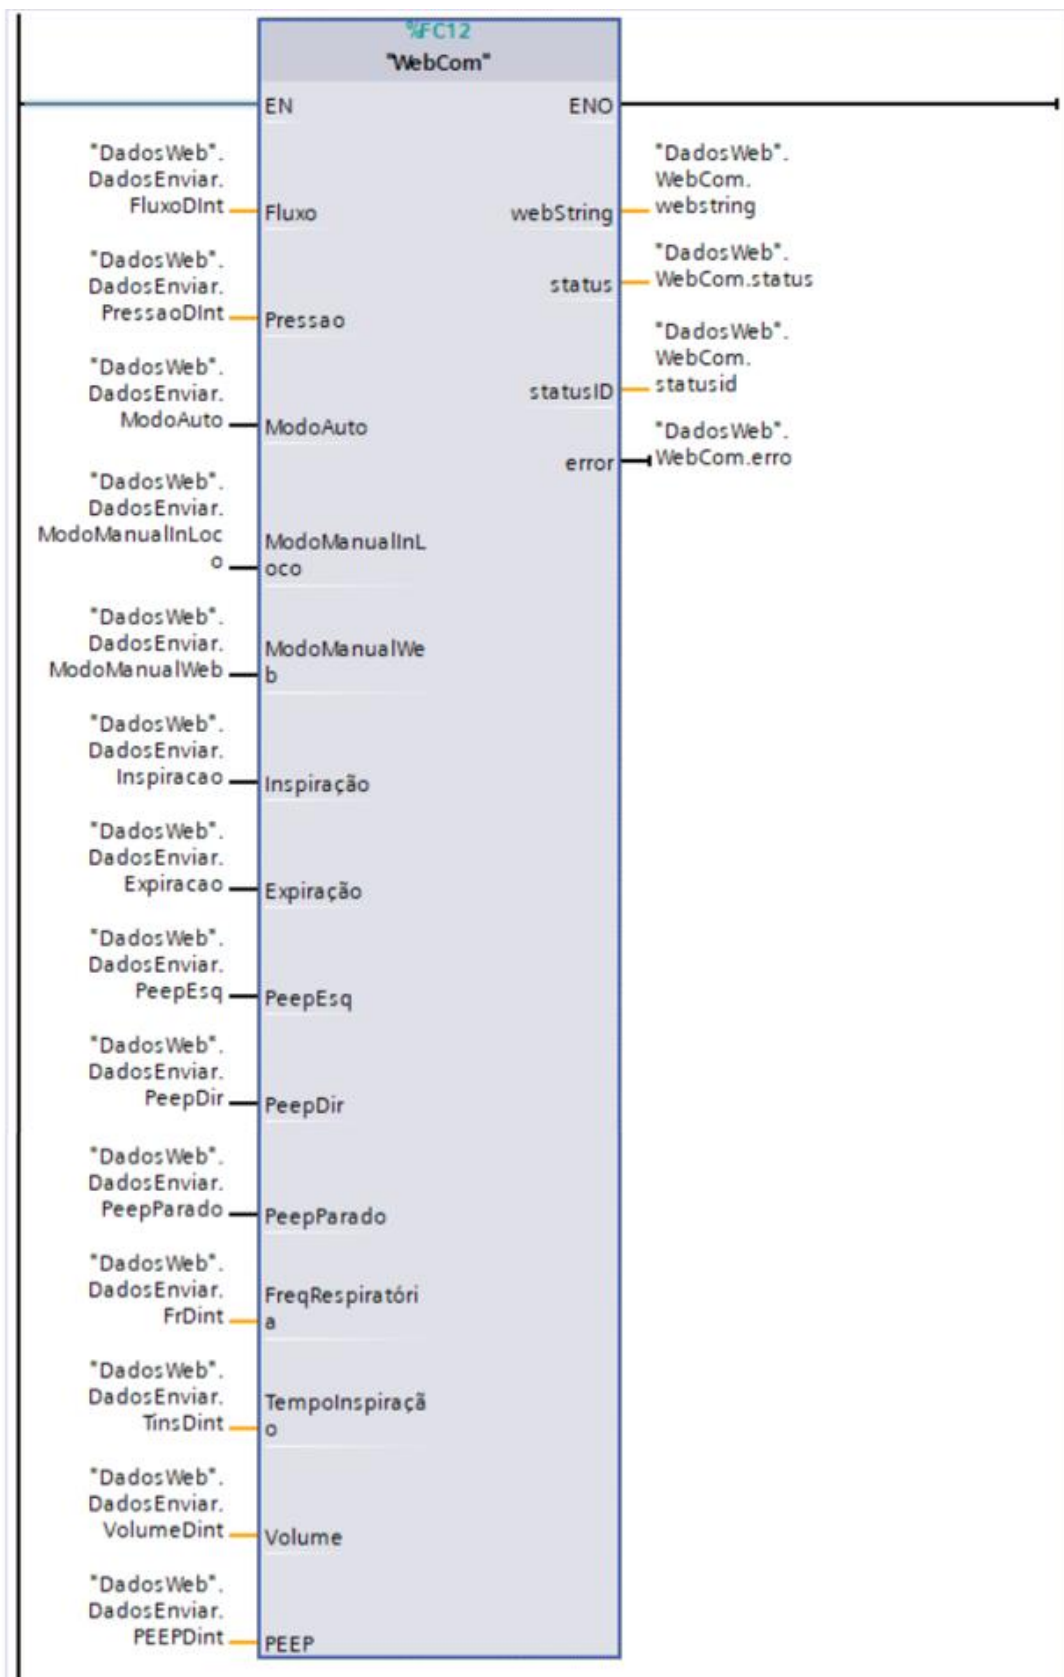 %FC12
"WebCom"
EN
ENO
"DadosWeb".
DadosEnviar.
FluxoDInt
Fluxo
"DadosWeb".
DadosEnviar.
PressaoDInt
Pressao
"DadosWeb".
DadosEnviar.
ModoAuto
ModoAuto
"DadosWeb".
DadosEnviar.
ModoManualInLoc
o
ModoManualInL
oco
"DadosWeb".
DadosEnviar.
ModoManualWeb
ModoManualWe
b
"DadosWeb".
DadosEnviar.
Inspiracao
Inspiração
"DadosWeb".
DadosEnviar.
Expiracao
Expiração
"DadosWeb".
DadosEnviar.
PeepEsq
PeepEsq
"DadosWeb".
DadosEnviar.
PeepDir
PeepDir
"DadosWeb".
DadosEnviar.
PeepParado
PeepParado
"DadosWeb".
DadosEnviar.
FrDint
FreqRespiratóri
a
"DadosWeb".
DadosEnviar.
TinsDint
TempoInspiraçã
o
"DadosWeb".
DadosEnviar.
VolumeDint
Volume
"DadosWeb".
DadosEnviar.
PEEPDint
PEEP
webString
"DadosWeb".
WebCom.
webstring
status
"DadosWeb".
WebCom.status
statusID
"DadosWeb".
WebCom.
statusid
error
"DadosWeb".
WebCom.erro